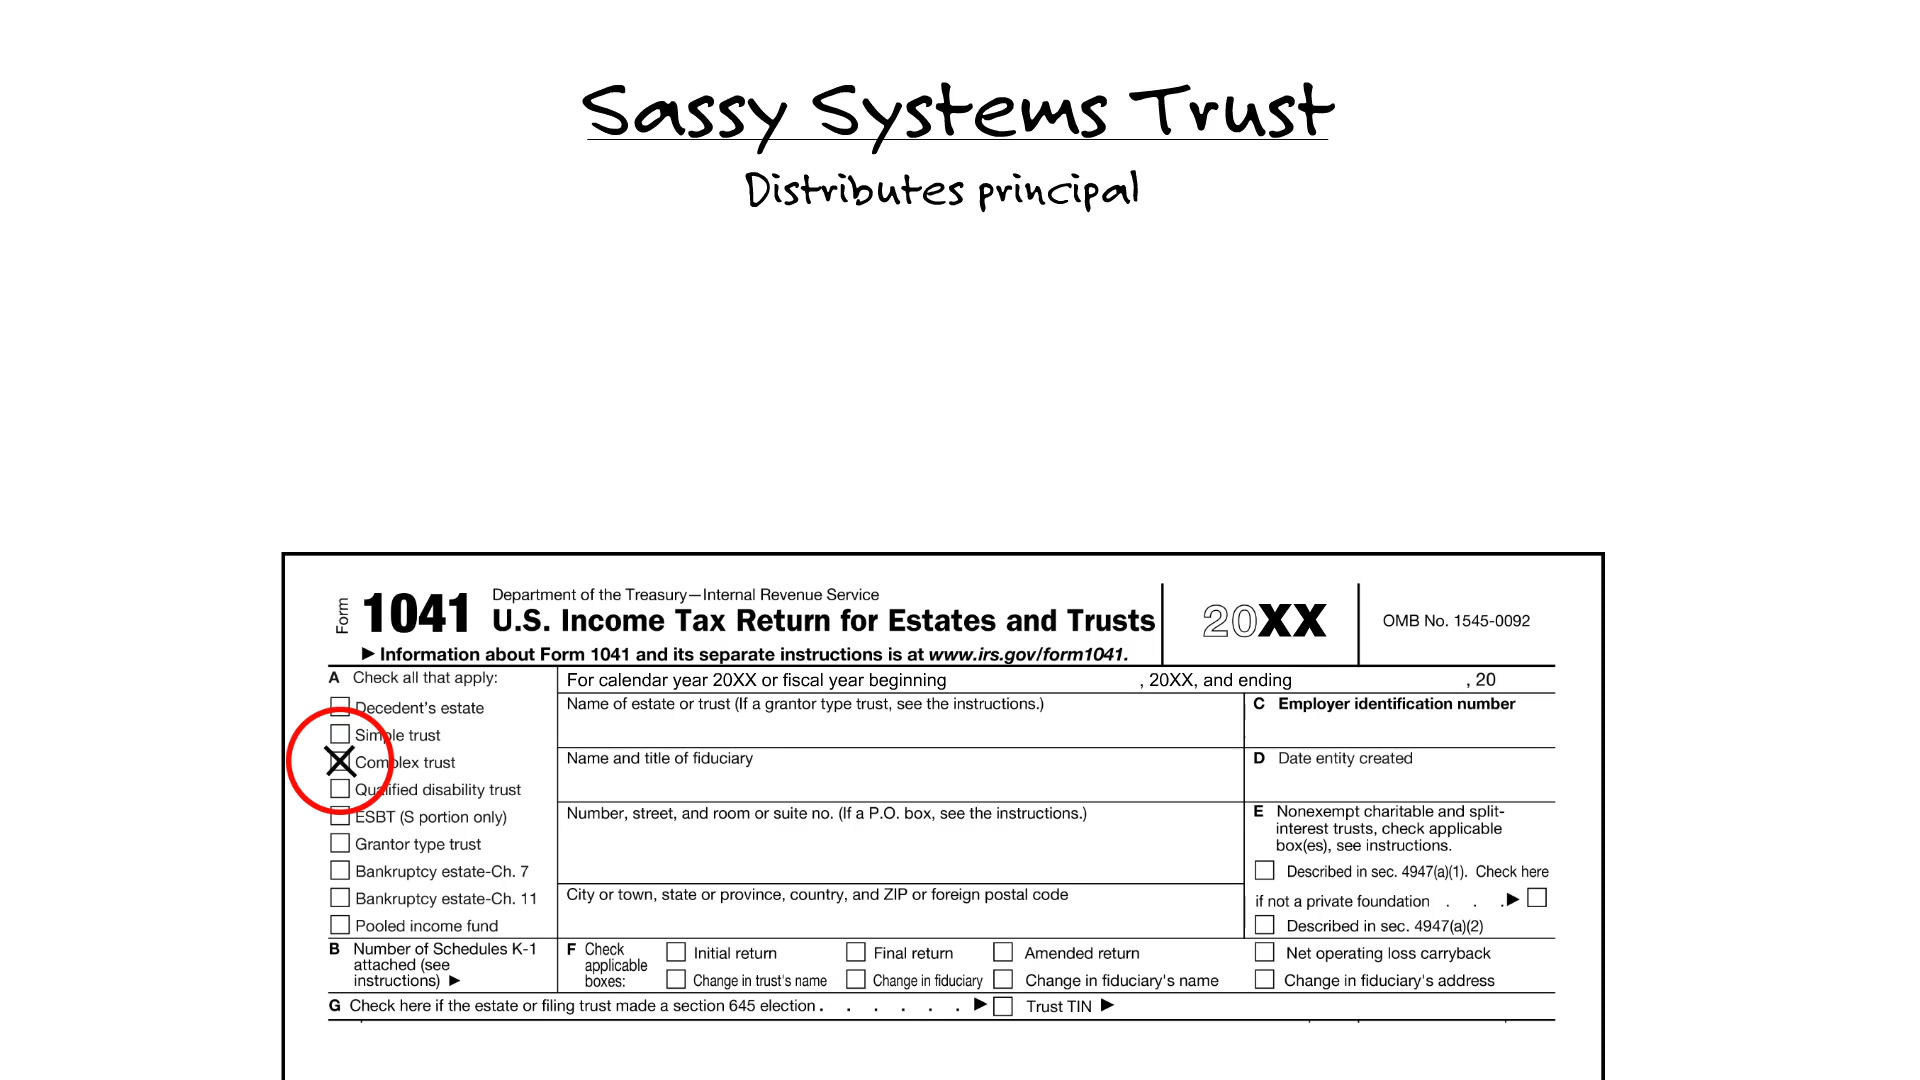 Sassy Systems Trust
Distributes principal
Form 1041
Department of the Treasury—Internal Revenue Service
U.S. Income Tax Return for Estates and Trusts
20XX
OMB No. 1545-0092
▶ Information about Form 1041 and its separate instructions is at www.irs.gov/form1041.
A Check all that apply:
Decedent's estate
Simple trust
Complex trust
Qualified disability trust
ESBT (S portion only)
Grantor type trust
Bankruptcy estate-Ch. 7
Bankruptcy estate-Ch. 11
Pooled income fund
For calendar year 20XX or fiscal year beginning , 20XX, and ending , 20
Name of estate or trust (If a grantor type trust, see the instructions.)
Name and title of fiduciary
Number, street, and room or suite no. (If a P.O. box, see the instructions.)
City or town, state or province, country, and ZIP or foreign postal code
C Employer identification number
D Date entity created
E Nonexempt charitable and split-
interest trusts, check applicable
box(es), see instructions.
Described in sec. 4947(a)(1). Check here
if not a private foundation . . . ▶
Described in sec. 4947(a)(2)
B Number of Schedules K-1
attached (see
instructions) ▶
F Check
applicable
boxes:
Initial return
Final return
Amended return
Net operating loss carryback
Change in trust's name
Change in fiduciary
Change in fiduciary's name
Change in fiduciary's address
G Check here if the estate or filing trust made a section 645 election . . . . . . ▶ Trust TIN ▶